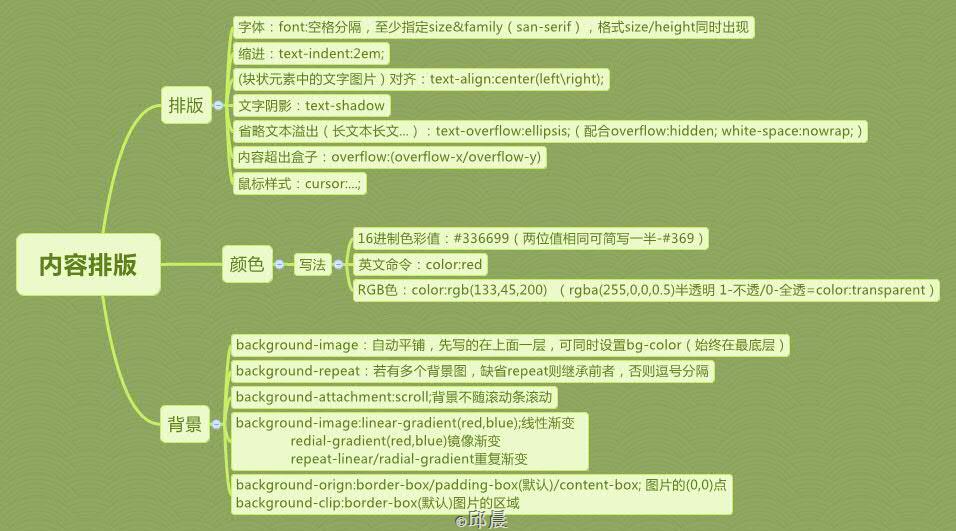 内容排版
排版
字体：font:空格分隔，至少指定size&family（san-serif），格式size/height同时出现
缩进：text-indent:2em;
(块状元素中的文字图片）对齐：text-align:center(left\right);
文字阴影：text-shadow
省略文本溢出（长文本长文...）：text-overflow:ellipsis;（配合overflow:hidden; white-space:nowrap;）
内容超出盒子：overflow:(overflow-x/overflow-y)
鼠标样式：cursor:...;
颜色
写法
16进制色彩值：#336699（两位值相同可简写一半-#369）
英文命令：color:red
RGB色：color:rgb(133,45,200) （rgba(255,0,0,0.5)半透明 1-不透/0-全透=color:transparent）
背景
background-image：自动平铺，先写的在上面一层，可同时设置bg-color（始终在最底层）
background-repeat：若有多个背景图，缺省repeat则继承前者，否则逗号分隔
background-attachment:scroll;背景不随滚动条滚动
background-image:linear-gradient(red,blue);线性渐变
redial-gradient(red,blue)镜像渐变
repeat-linear/radial-gradient重复渐变
background-orign:border-box/padding-box(默认)/content-box; 图片的(0,0)点
background-clip:border-box(默认)图片的区域
@邱晨